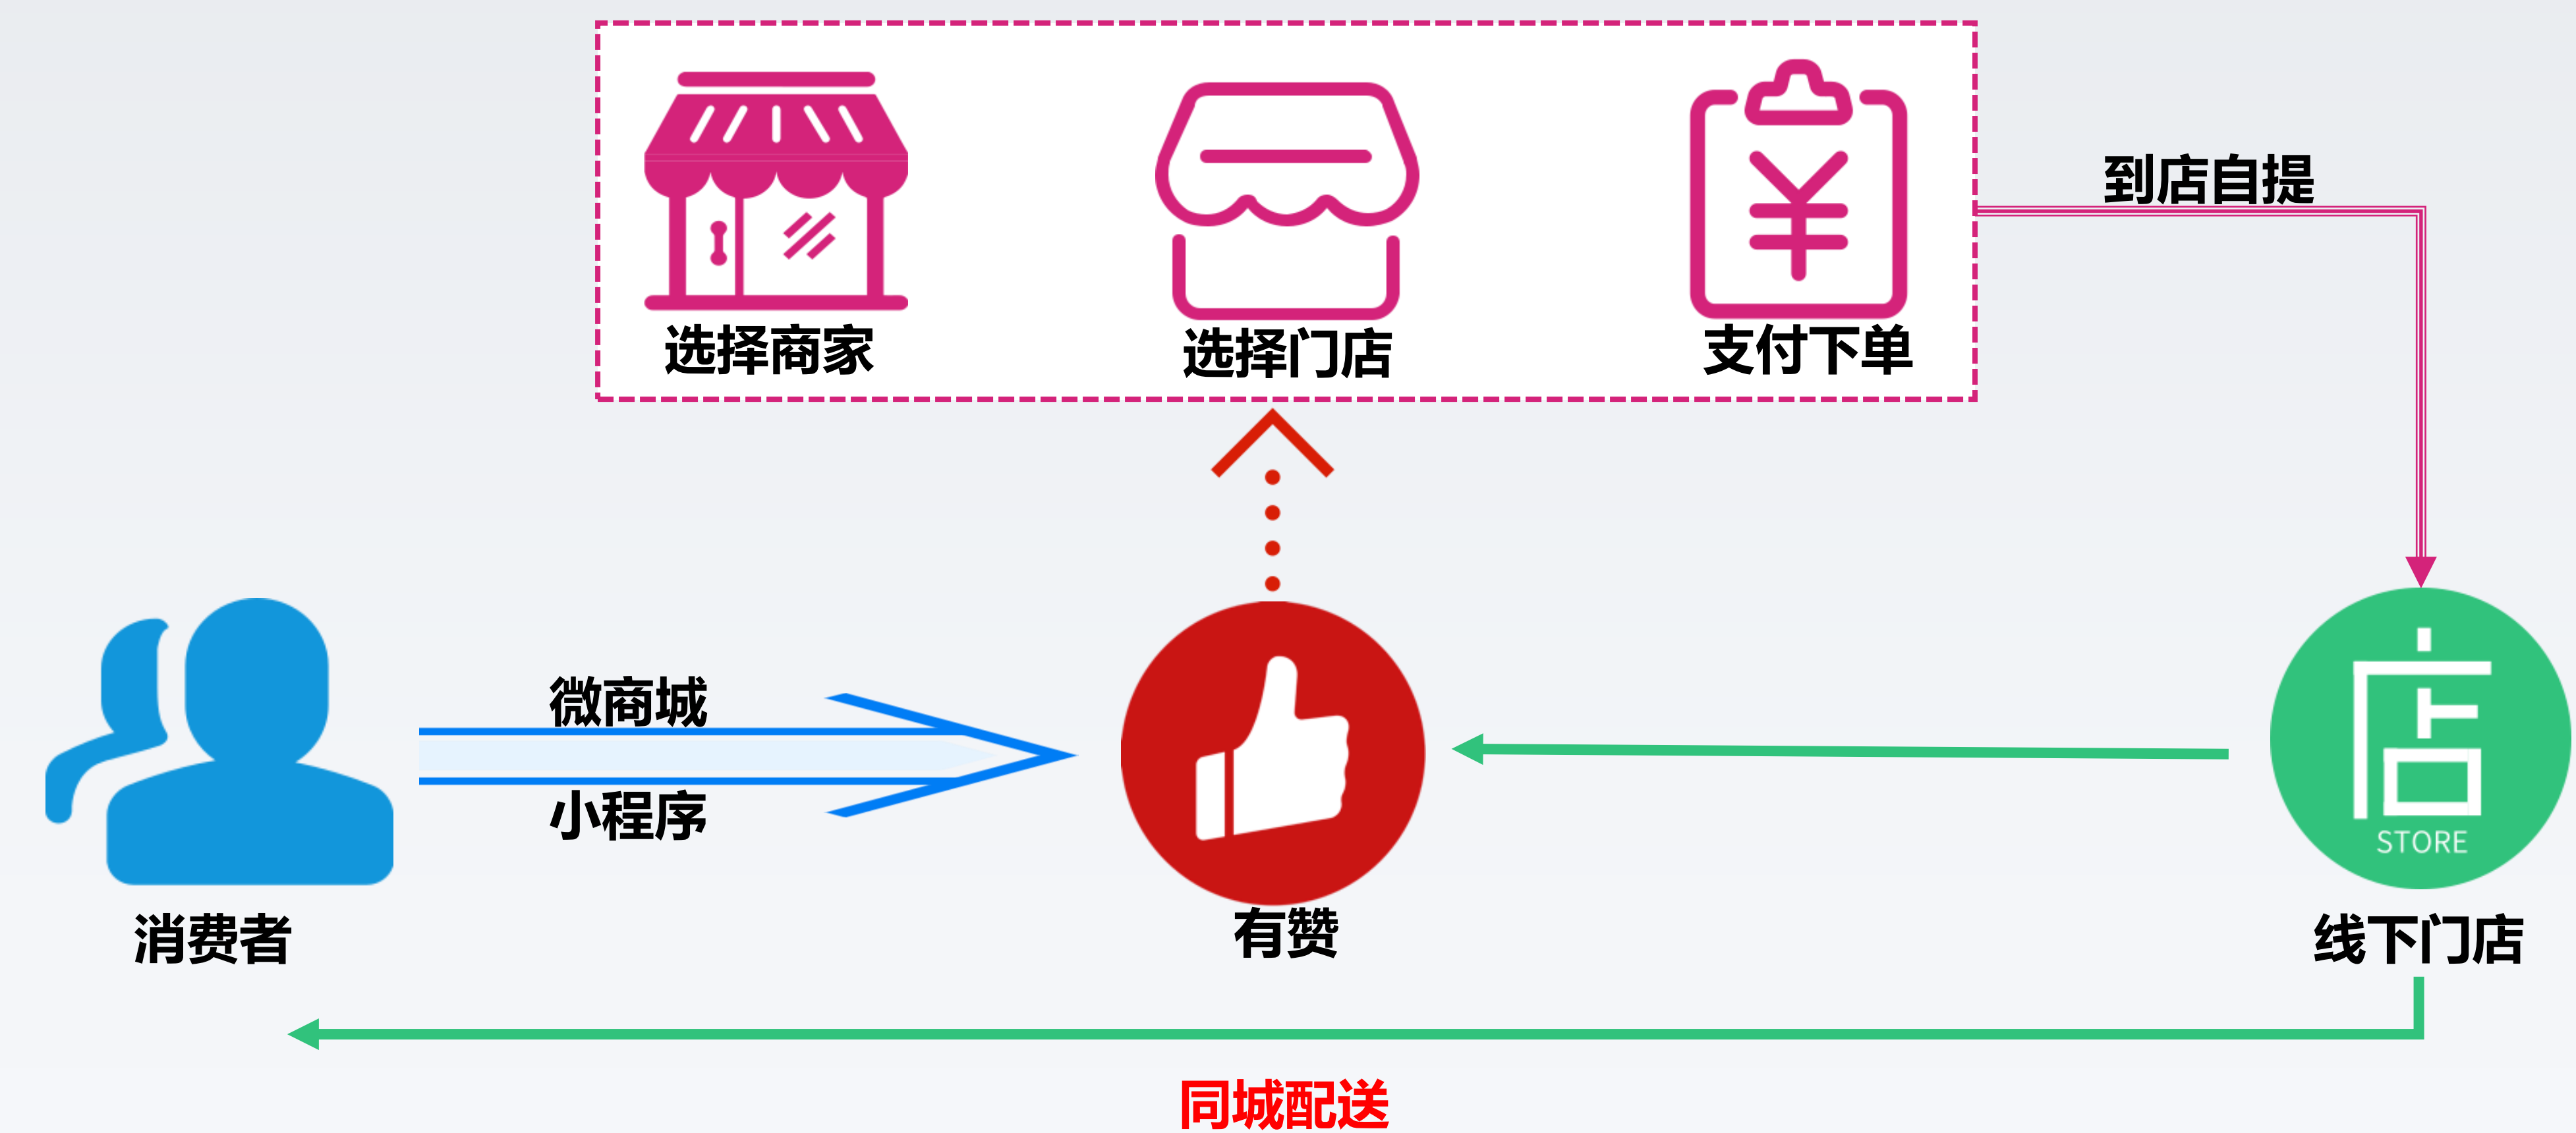 选择商家
选择门店
支付下单
到店自提
微商城
小程序
店
STORE
消费者
有赞
线下门店
同城配送